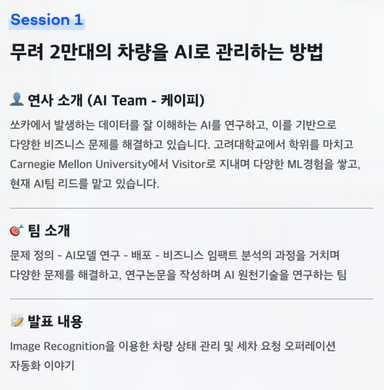 Session 1
무려 2만대의 차량을 AI로 관리하는 방법
연사 소개 (AI Team - 케이피)
쏘카에서 발생하는 데이터를 잘 이해하는 AI를 연구하고, 이를 기반으로
다양한 비즈니스 문제를 해결하고 있습니다. 고려대학교에서 학위를 마치고
Carnegie Mellon University에서 Visitor로 지내며 다양한 ML경험을 쌓고,
현재 AI팀 리드를 맡고 있습니다.
팀 소개
문제 정의 - AI모델 연구 - 배포 - 비즈니스 임팩트 분석의 과정을 거치며
다양한 문제를 해결하고, 연구논문을 작성하며 AI 원천기술을 연구하는 팀
발표 내용
Image Recognition을 이용한 차량 상태 관리 및 세차 요청 오퍼레이션
자동화 이야기